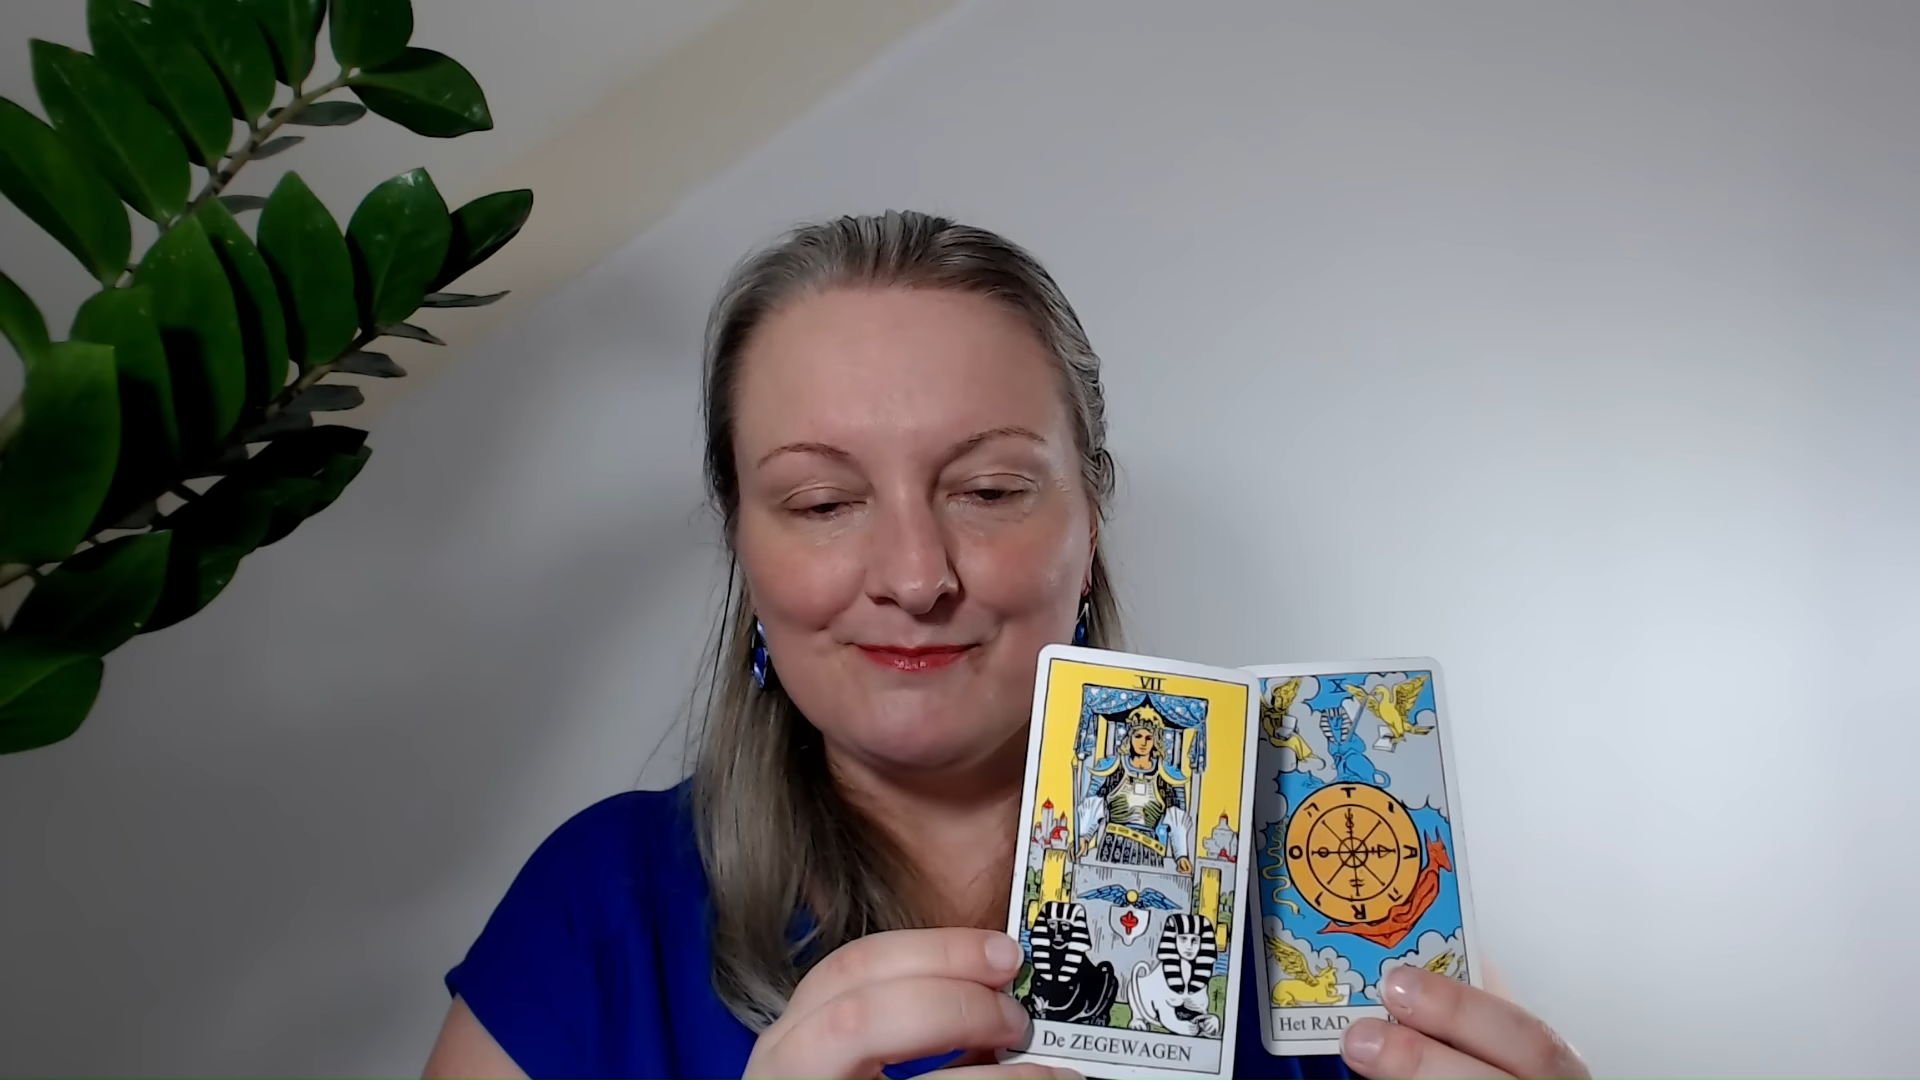 VII
De ZEGEWAGEN
X
T
A
R
O
Het RAD